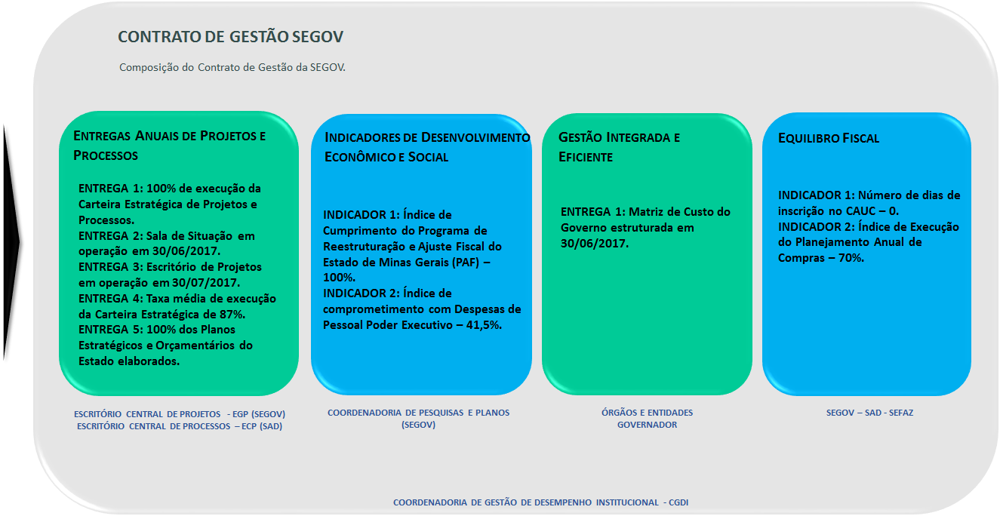 CONTRATO DE GESTÃO SEGOV
Composição do Contrato de Gestão da SEGOV.
ENTREGAS ANUAIS DE PROJETOS E
PROCESSOS
ENTREGA 1: 100% de execução da
Carteira Estratégica de Projetos e
Processos.
ENTREGA 2: Sala de Situação em
operação em 30/06/2017.
ENTREGA 3: Escritório de Projetos
em operação em 30/07/2017.
ENTREGA 4: Taxa média de execução
da Carteira Estratégica de 87%.
ENTREGA 5: 100% dos Planos
Estratégicos e Orçamentários do
Estado elaborados.
ESCRITÓRIO CENTRAL DE PROJETOS - EGP (SEGOV)
ESCRITÓRIO CENTRAL DE PROCESSOS – ECP (SAD)
INDICADORES DE DESENVOLVIMENTO
ECONÔMICO E SOCIAL
INDICADOR 1: Índice de
Cumprimento do Programa de
Reestruturação e Ajuste Fiscal do
Estado de Minas Gerais (PAF) –
100%.
INDICADOR 2: Índice de
comprometimento com Despesas de
Pessoal Poder Executivo – 41,5%.
COORDENADORIA DE PESQUISAS E PLANOS
(SEGOV)
GESTÃO INTEGRADA E
EFICIENTE
ENTREGA 1: Matriz de Custo do
Governo estruturada em
30/06/2017.
ÓRGÃOS E ENTIDADES
GOVERNADOR
EQUILIBRO FISCAL
INDICADOR 1: Número de dias de
inscrição no CAUC – 0.
INDICADOR 2: Índice de Execução
do Planejamento Anual de
Compras – 70%.
SEGOV – SAD - SEFAZ
COORDENADORIA DE GESTÃO DE DESEMPENHO INSTITUCIONAL - CGDI